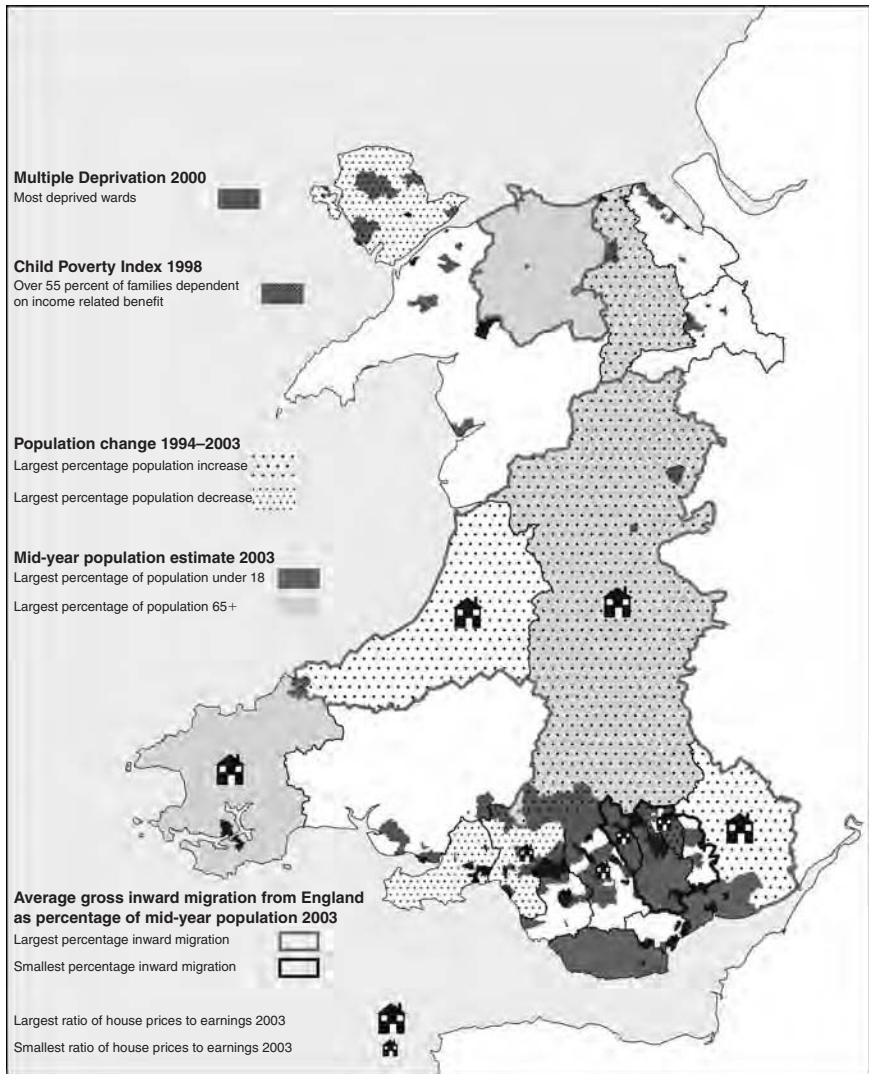 Multiple Deprivation 2000
Most deprived wards
Child Poverty Index 1998
Over 55 percent of families dependent
on income related benefit
Population change 1994–2003
Largest percentage population increase
Largest percentage population decrease
Mid-year population estimate 2003
Largest percentage of population under 18
Largest percentage of population 65+
Average gross inward migration from England
as percentage of mid-year population 2003
Largest percentage inward migration
Smallest percentage inward migration
Largest ratio of house prices to earnings 2003
Smallest ratio of house prices to earnings 2003